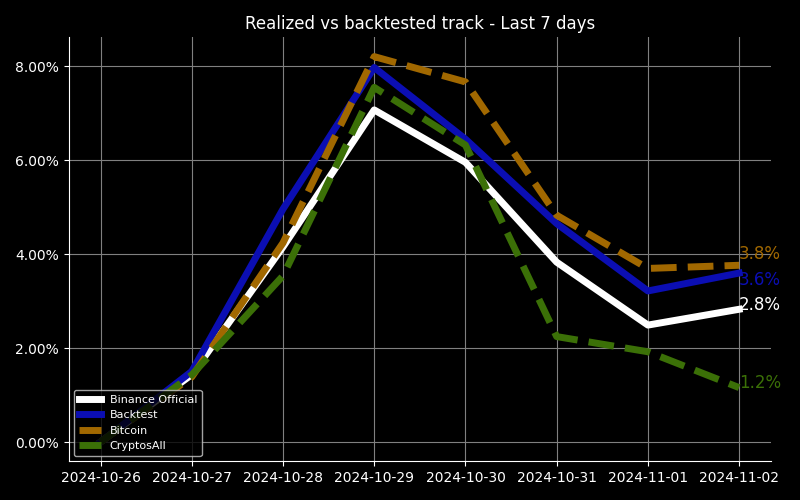 Realized vs backtested track - Last 7 days
8.00%
6.00%
4.00%
2.00%
0.00%
3.8%
3.6%
2.8%
1.2%
Binance Official
Backtest
Bitcoin
CryptosAll
2024-10-26 2024-10-27 2024-10-28 2024-10-29 2024-10-30 2024-10-31 2024-11-01 2024-11-02